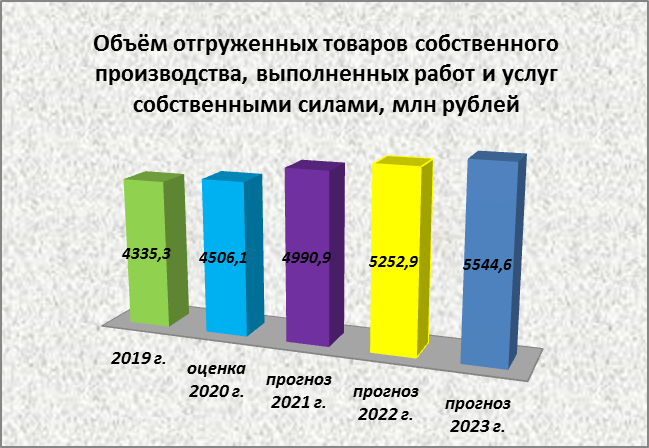 Объём отгруженных товаров собственного
производства, выполненных работ и услуг
собственными силами, млн рублей
4335,3
4506,1
4990,9
5252,9
5544,6
2019 г.
оценка
2020 г.
прогноз
2021 г.
прогноз
2022 г.
прогноз
2023 г.